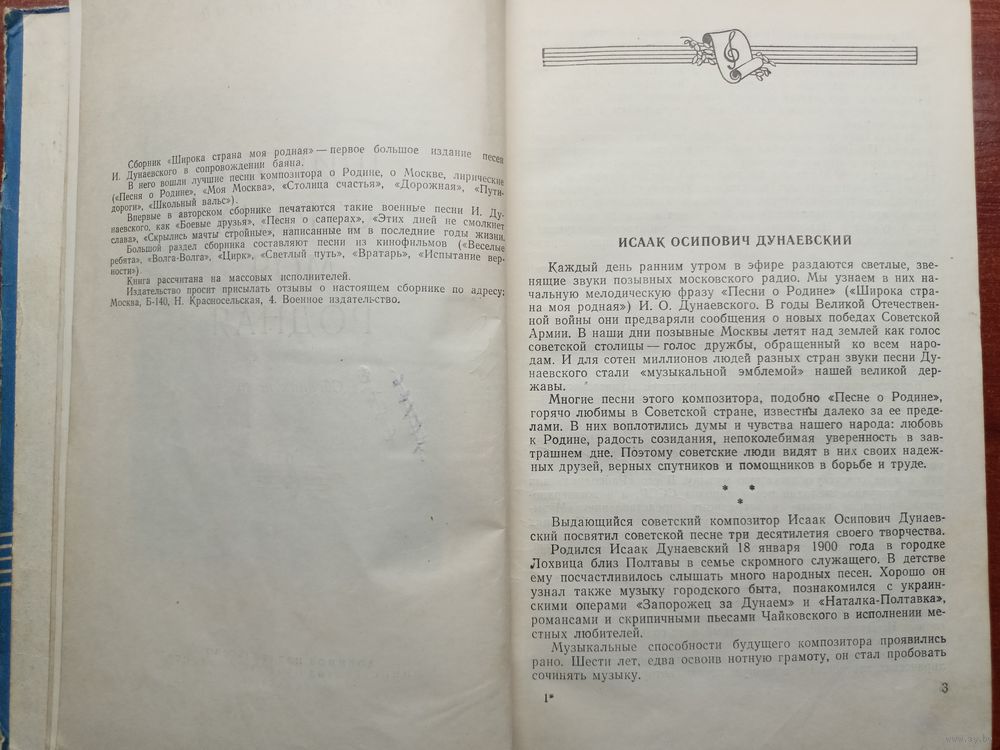 Сборник «Широка страна моя родная» — первое большое издание песен
И. Дунаевского в сопровождении баяна.
В него вошли лучшие песни композитора о Родине, о Москве, лирические
(«Песня о Родине», «Моя Москва», «Столица счастья», «Дорожная», «Пути-
дороги», «Школьный вальс»).
Впервые в авторском сборнике печатаются такие военные песни И. Ду-
наевского, как «Боевые друзья», «Песня о саперах», «Этих дней не смолкнет
слава», «Скрылись мачты стройные», написанные им в последние годы жизни.
Большой раздел сборника составляют песни из кинофильмов («Веселые
ребята», «Волга-Волга», «Цирк», «Светлый путь», «Вратарь», «Испытание вер-
ности»).
Книга рассчитана на массовых исполнителей.
Издательство просит присылать отзывы о настоящем сборнике по адресу:
Москва, Б-140, Н. Красносельская, 4. Военное издательство.
ИСААК ОСИПОВИЧ ДУНАЕВСКИЙ
Каждый день ранним утром в эфире раздаются светлые, зве-
нящие звуки позывных московского радио. Мы узнаем в них на-
чальную мелодическую фразу «Песни о Родине» («Широка стра-
на моя родная») И. О. Дунаевского. В годы Великой Отечествен-
ной войны они предваряли сообщения о новых победах Советской
Армии. В наши дни позывные Москвы летят над землей как голос
советской столицы — голос дружбы, обращенный ко всем наро-
дам. И для сотен миллионов людей разных стран звуки песни Ду-
наевского стали «музыкальной эмблемой» нашей великой дер-
жавы.
Многие песни этого композитора, подобно «Песне о Родине»,
горячо любимы в Советской стране, известны далеко за ее преде-
лами. В них воплотились думы и чувства нашего народа: любовь
к Родине, радость созидания, непоколебимая уверенность в зав-
трашнем дне. Поэтому советские люди видят в них своих надеж-
ных друзей, верных спутников и помощников в борьбе и труде.
* *
*
Выдающийся советский композитор Исаак Осипович Дунаев-
ский посвятил советской песне три десятилетия своего творчества.
Родился Исаак Дунаевский 18 января 1900 года в городке
Лохвица близ Полтавы в семье скромного служащего. В детстве
ему посчастливилось слышать много народных песен. Хорошо он
узнал также музыку городского быта, познакомился с украин-
скими операми «Запорожец за Дунаем» и «Наталка-Полтавка»,
романсами и скрипичными пьесами Чайковского в исполнении ме-
стных любителей.
Музыкальные способности будущего композитора проявились
рано. Шести лет, едва освоив нотную грамоту, он стал пробовать
сочинять музыку.
1*
3
www.ay.by